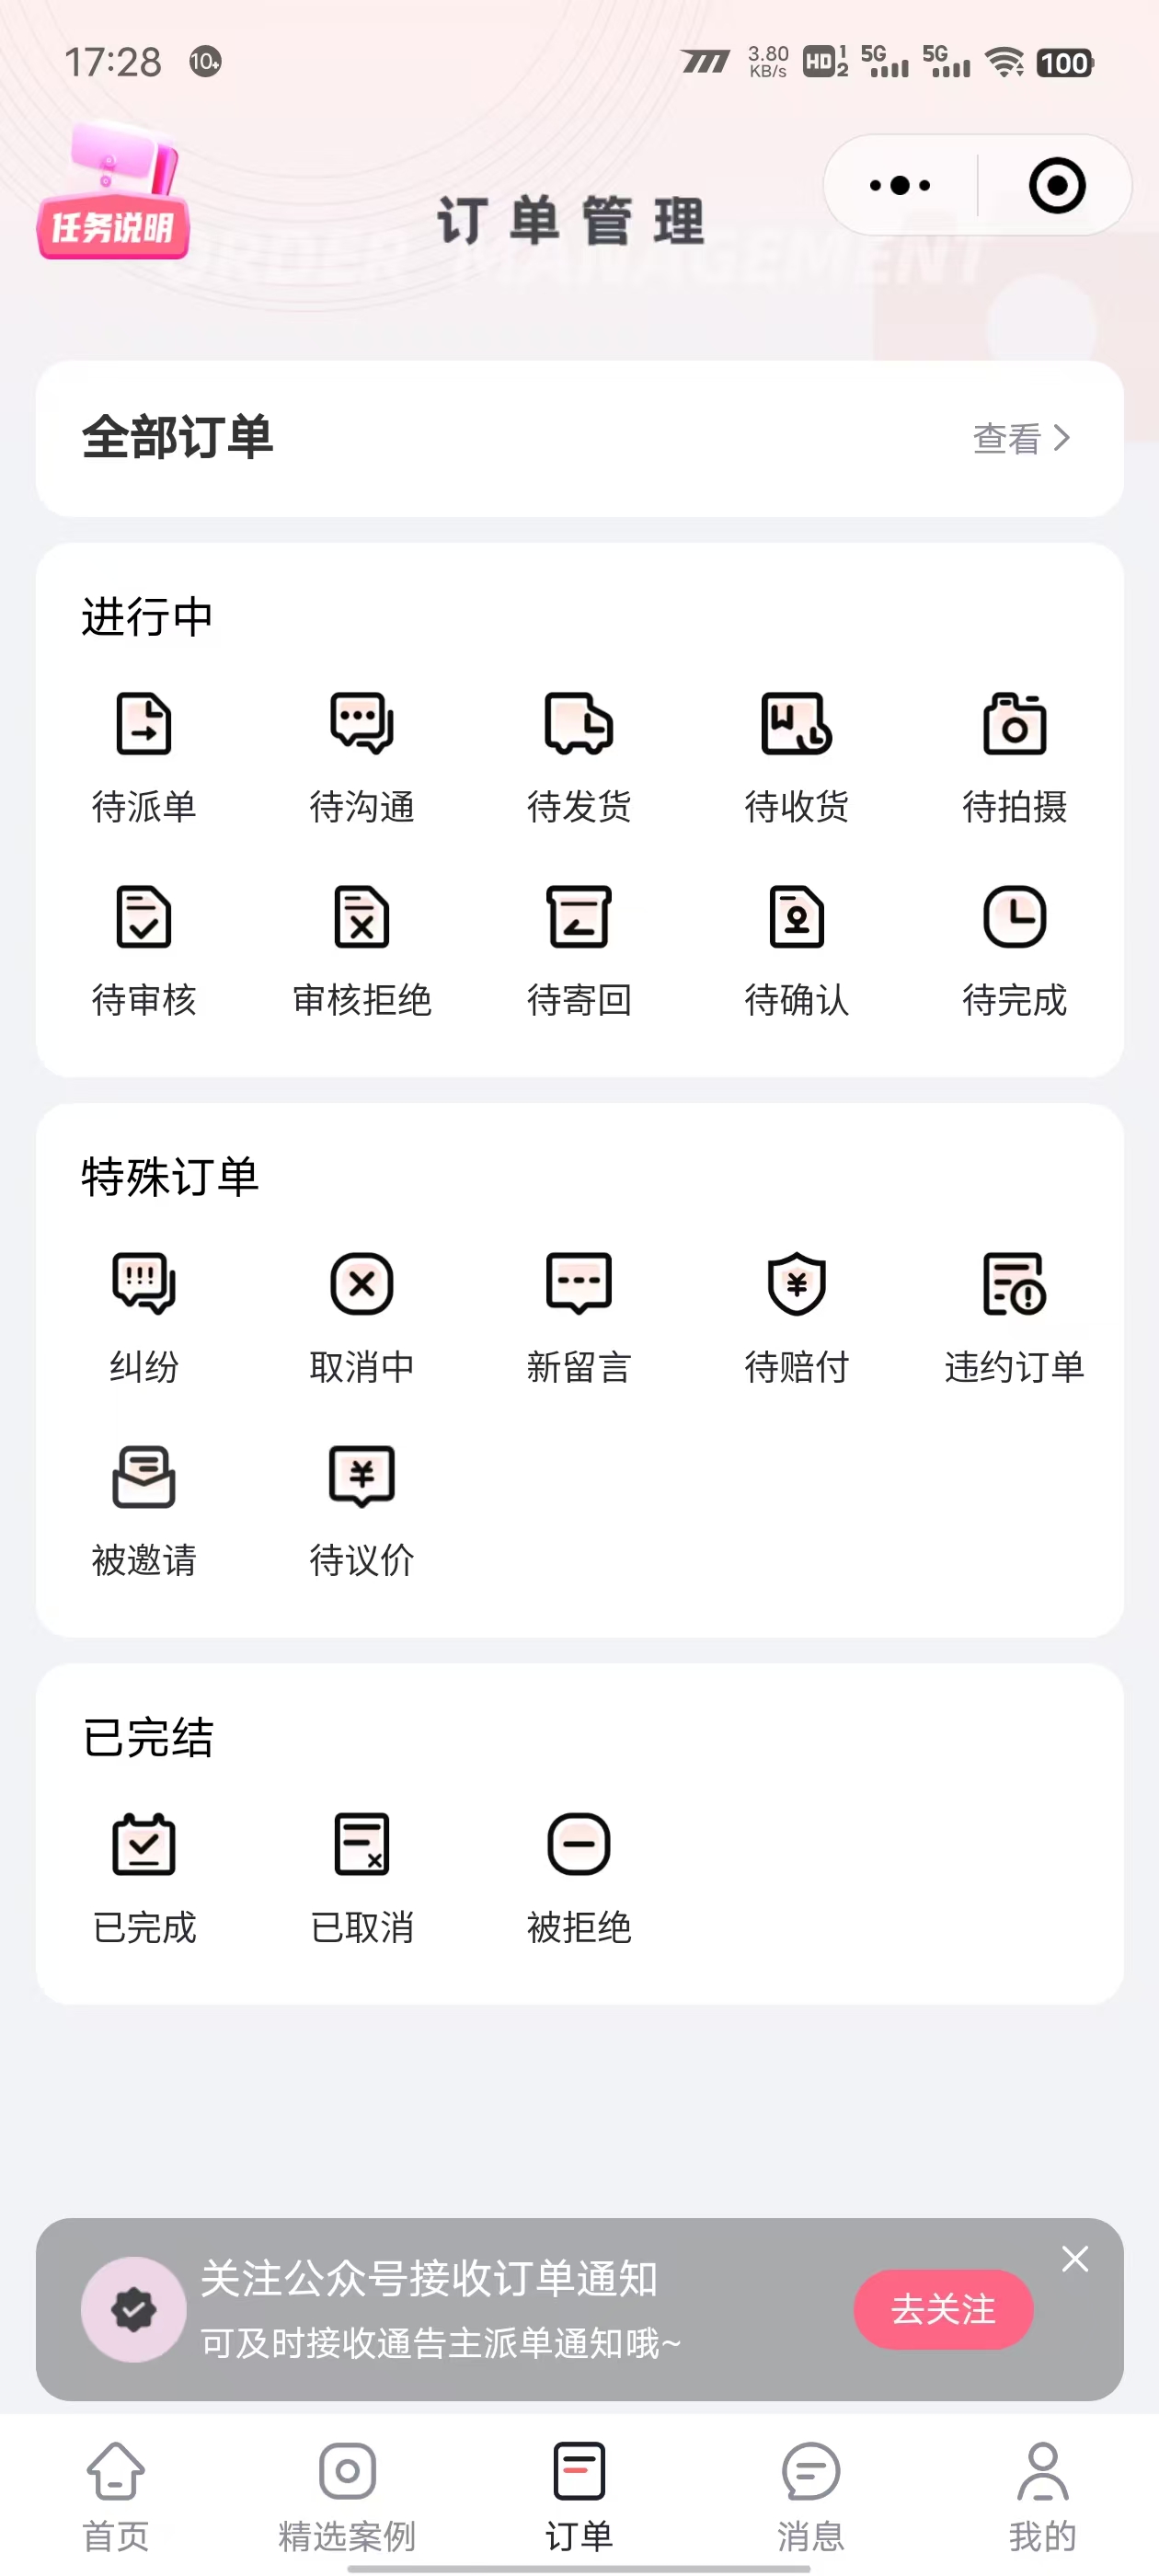 17:28 10+ 3.80 KB/s HD 1 2 5G 5G 100
任务说明
订单管理
ORDER MANAGEMENT
全部订单 查看
进行中
待派单 待沟通 待发货 待收货 待拍摄
待审核 审核拒绝 待寄回 待确认 待完成
特殊订单
纠纷 取消中 新留言 待赔付 违约订单
被邀请 待议价
已完结
已完成 已取消 被拒绝
关注公众号接收订单通知
可及时接收通告主派单通知哦~
去关注
首页 精选案例 订单 消息 我的